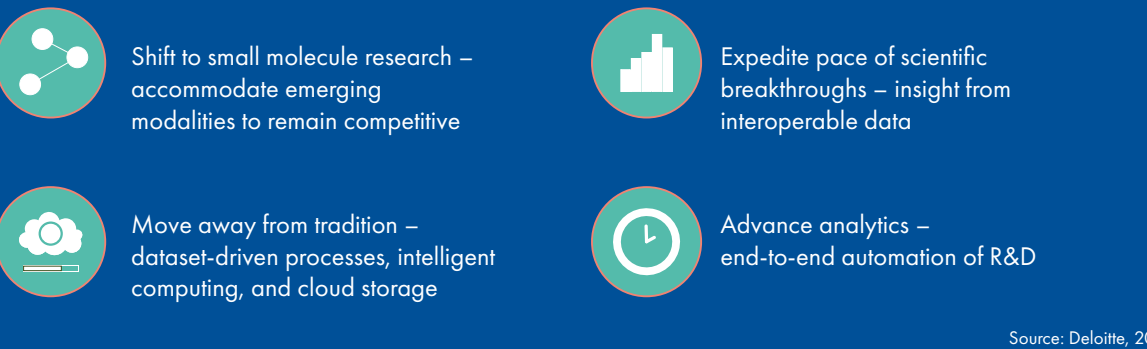 Shift to small molecule research –
accommodate emerging
modalities to remain competitive
Expedite pace of scientific
breakthroughs – insight from
interoperable data
Move away from tradition –
dataset-driven processes, intelligent
computing, and cloud storage
Advance analytics –
end-to-end automation of R&D
Source: Deloitte,